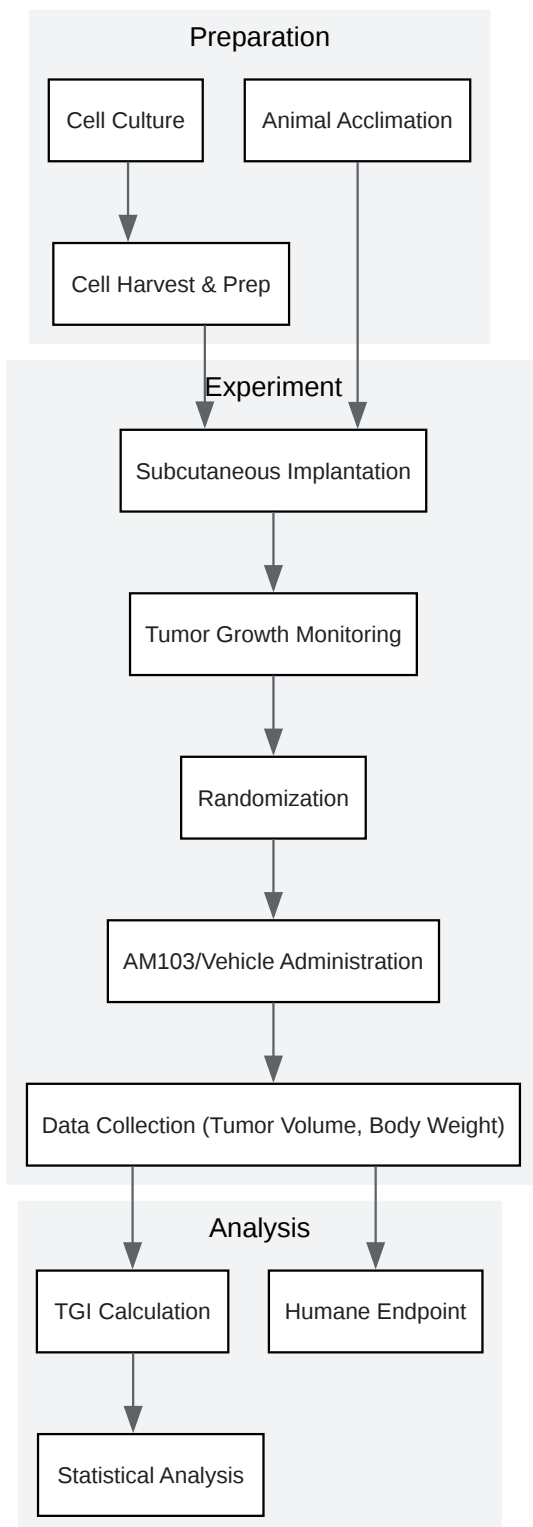 Preparation
Cell Culture
Animal Acclimation
Cell Harvest & Prep
Experiment
Subcutaneous Implantation
Tumor Growth Monitoring
Randomization
AM103/Vehicle Administration
Data Collection (Tumor Volume, Body Weight)
Analysis
TGI Calculation
Humane Endpoint
Statistical Analysis